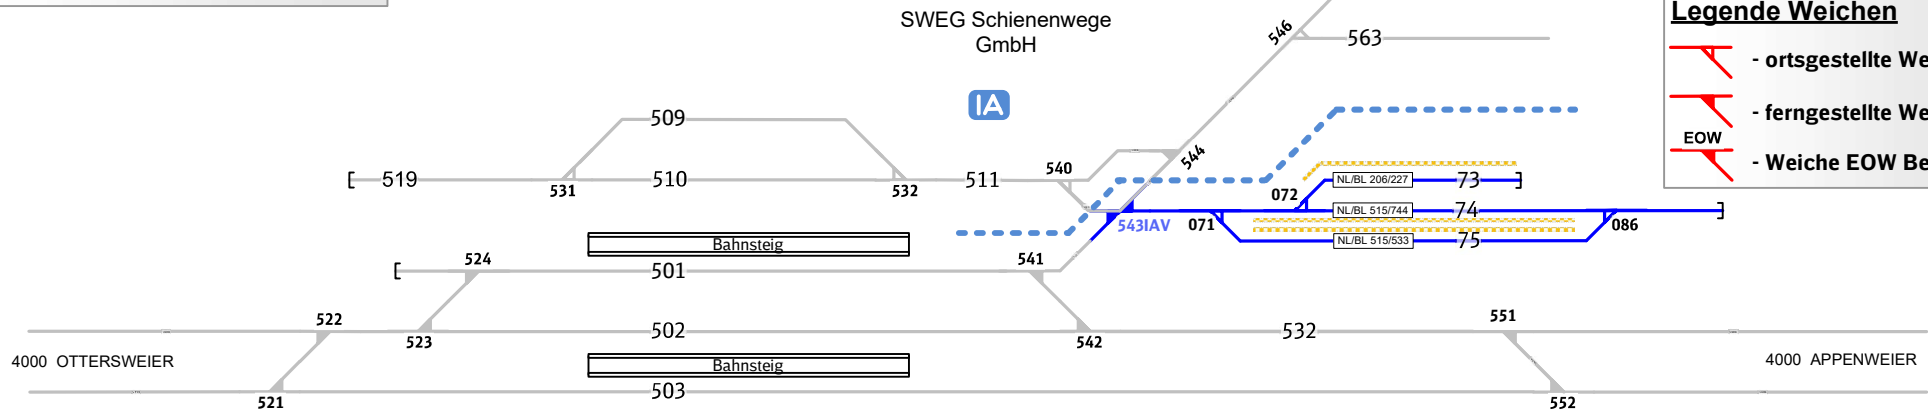 SWEG Schienenwege
GmbH
IA
Legende Weichen
- ortsgestellte We
- ferngestellte We
EOW
- Weiche EOW Be
546
563
509
544
540
519
531
510
532
511
072
NL/BL 206/227
73
543IAV
071
NL/BL 515/744
74
086
NL/BL 515/533
75
Bahnsteig
524
501
541
522
523
502
542
532
551
4000 OTTERSWEIER
Bahnsteig
4000 APPENWEIER
521
503
552